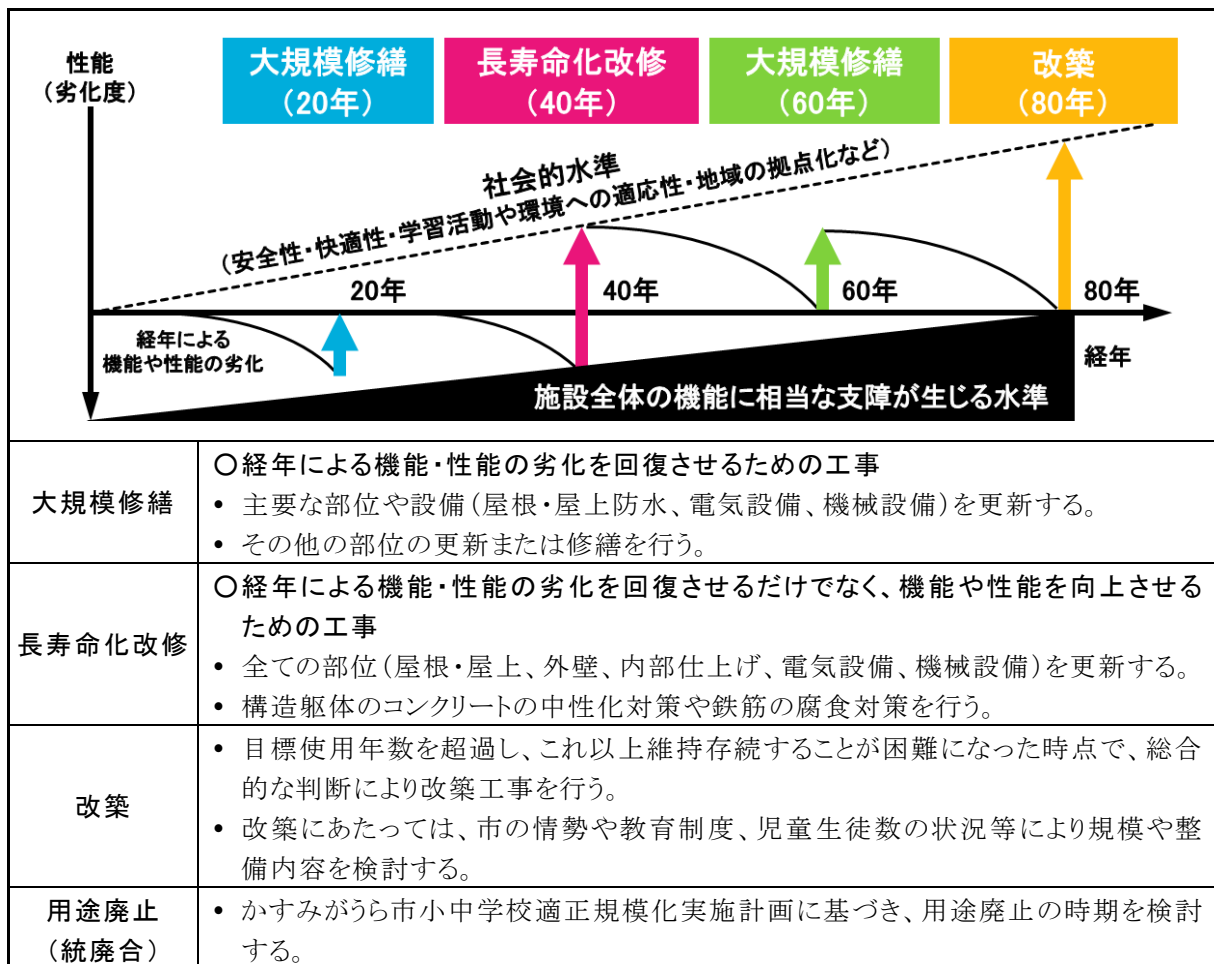 性能
(劣化度)
大規模修繕
(20年)
長寿命化改修
(40年)
大規模修繕
(60年)
改築
(80年)
社会的水準
(安全性・快適性・学習活動や環境への適応性・地域の拠点化など)
20年
40年
60年
80年
経年による
機能や性能の劣化
経年
施設全体の機能に相当な支障が生じる水準
大規模修繕
〇経年による機能・性能の劣化を回復させるための工事
• 主要な部位や設備(屋根・屋上防水、電気設備、機械設備)を更新する。
• その他の部位の更新または修繕を行う。
長寿命化改修
〇経年による機能・性能の劣化を回復させるだけでなく、機能や性能を向上させる
ための工事
• 全ての部位(屋根・屋上、外壁、内部仕上げ、電気設備、機械設備)を更新する。
• 構造躯体のコンクリートの中性化対策や鉄筋の腐食対策を行う。
改築
• 目標使用年数を超過し、これ以上維持存続することが困難になった時点で、総合
的な判断により改築工事を行う。
• 改築にあたっては、市の情勢や教育制度、児童生徒数の状況等により規模や整
備内容を検討する。
用途廃止
(統廃合)
• かすみがうら市小中学校適正規模化実施計画に基づき、用途廃止の時期を検討
する。